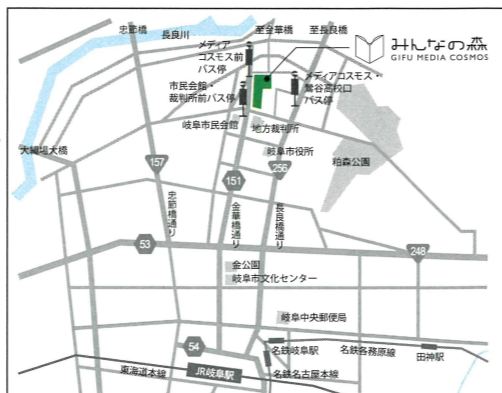 忠節橋
長良川
至金華橋
至長良橋
メディア
コスモス前
バス停
みんなの森
GIFU MEDIA COSMOS
市民会館・
裁判所前バス停
メディアコスモス・
鶯谷高校口
バス停
岐阜市民会館
地方裁判所
大縄場大橋
岐阜市役所
粕森公園
157
151
256
忠節橋通り
金華橋通り
長良橋通り
53
248
金公園
岐阜市文化センター
岐阜中央郵便局
54
名鉄岐阜駅
名鉄各務原線
田神駅
東海道本線
JR岐阜駅
名鉄名古屋本線